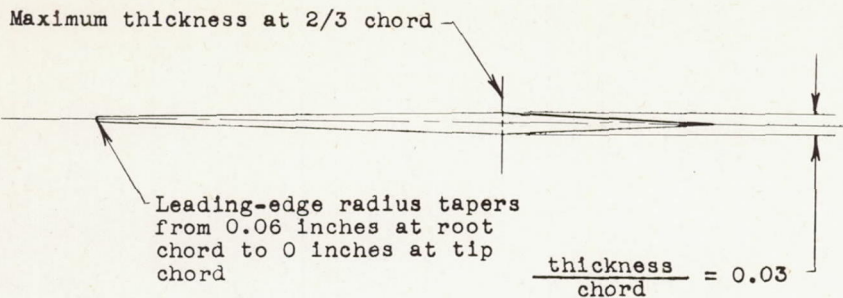 Maximum thickness at 2/3 chord
Leading-edge radius tapers
from 0.06 inches at root
chord to 0 inches at tip
chord
thickness
chord
= 0.03